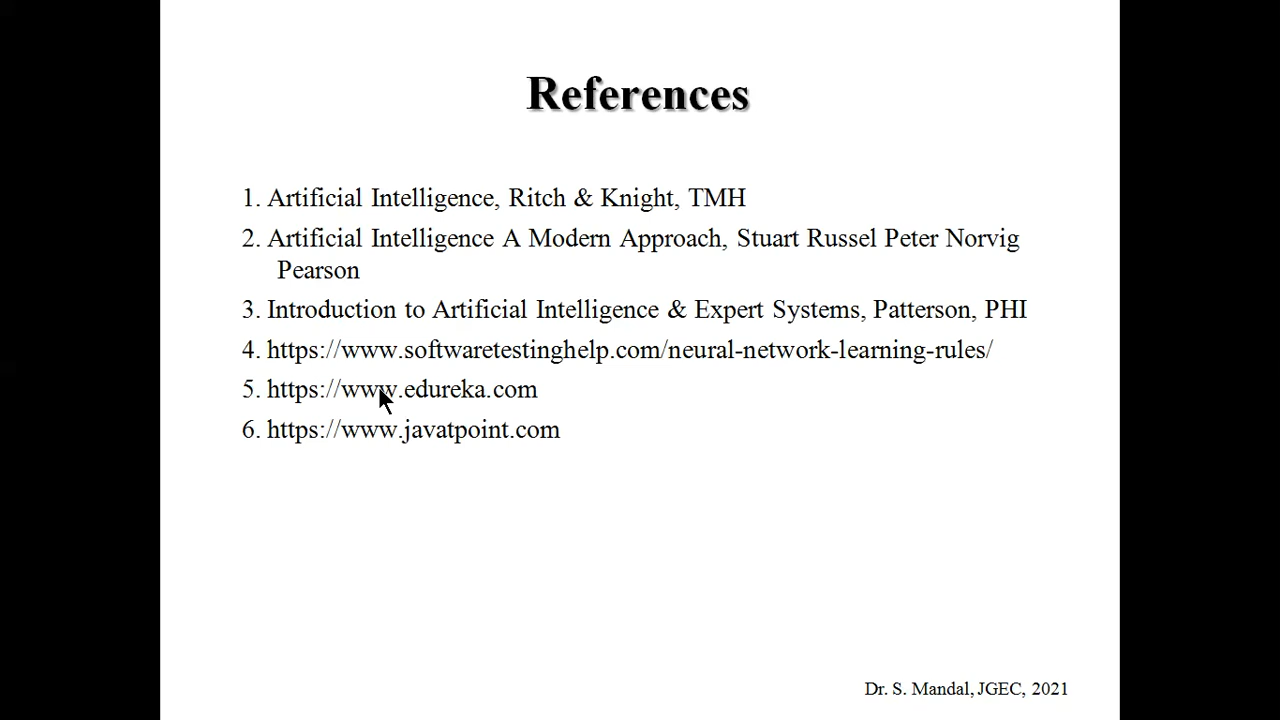 References
1. Artificial Intelligence, Ritch & Knight, TMH
2. Artificial Intelligence A Modern Approach, Stuart Russel Peter Norvig
Pearson
3. Introduction to Artificial Intelligence & Expert Systems, Patterson, PHI
4. https://www.softwaretestinghelp.com/neural-network-learning-rules/
5. https://www.edureka.com
6. https://www.javatpoint.com
Dr. S. Mandal, JGEC, 2021